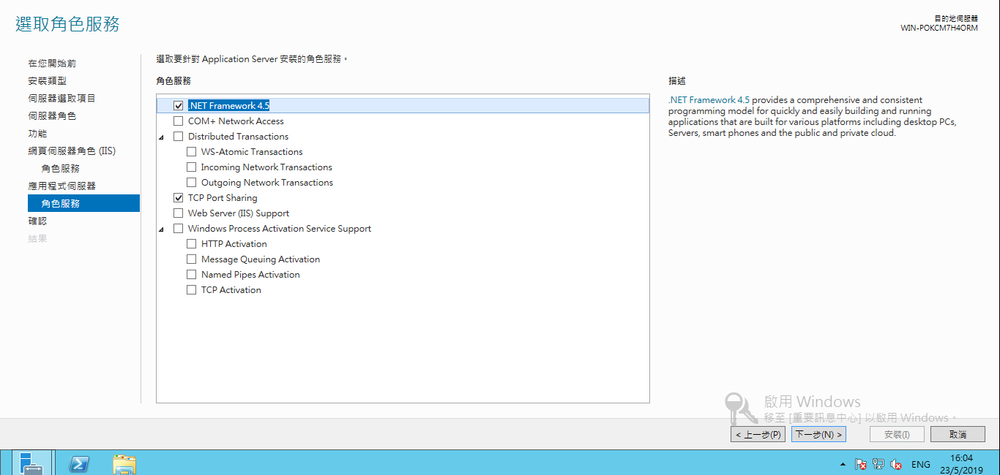 選取角色服務
目的地伺服器
WIN-POKCM7H4ORM
在您開始前
安裝類型
伺服器選取項目
伺服器角色
功能
網頁伺服器角色 (IIS)
角色服務
應用程式伺服器
角色服務
確認
結果
選取要針對 Application Server 安裝的角色服務。
角色服務
.NET Framework 4.5
COM+ Network Access
Distributed Transactions
WS-Atomic Transactions
Incoming Network Transactions
Outgoing Network Transactions
TCP Port Sharing
Web Server (IIS) Support
Windows Process Activation Service Support
HTTP Activation
Message Queuing Activation
Named Pipes Activation
TCP Activation
描述
.NET Framework 4.5 provides a comprehensive and consistent
programming model for quickly and easily building and running
applications that are built for various platforms including desktop PCs,
Servers, smart phones and the public and private cloud.
啟用 Windows
移至 [重要訊息中心] 以啟用 Windows。
< 上一步(P)
下一步(N) >
安裝(I)
取消
ENG
16:04
23/5/2019